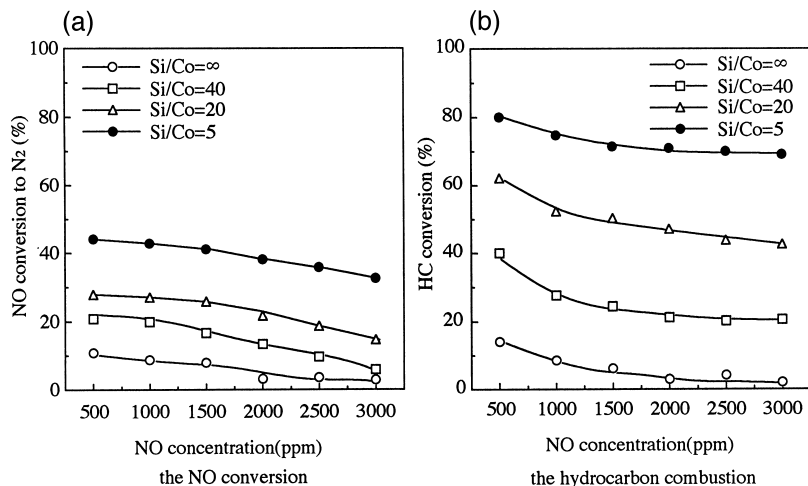 (a)
100
80
60
40
20
0
NO conversion to N2 (%)
Si/Co=∞
Si/Co=40
Si/Co=20
Si/Co=5
500 1000 1500 2000 2500 3000
NO concentration(ppm)
the NO conversion
(b)
100
80
60
40
20
0
HC conversion (%)
Si/Co=∞
Si/Co=40
Si/Co=20
Si/Co=5
500 1000 1500 2000 2500 3000
NO concentration(ppm)
the hydrocarbon combustion